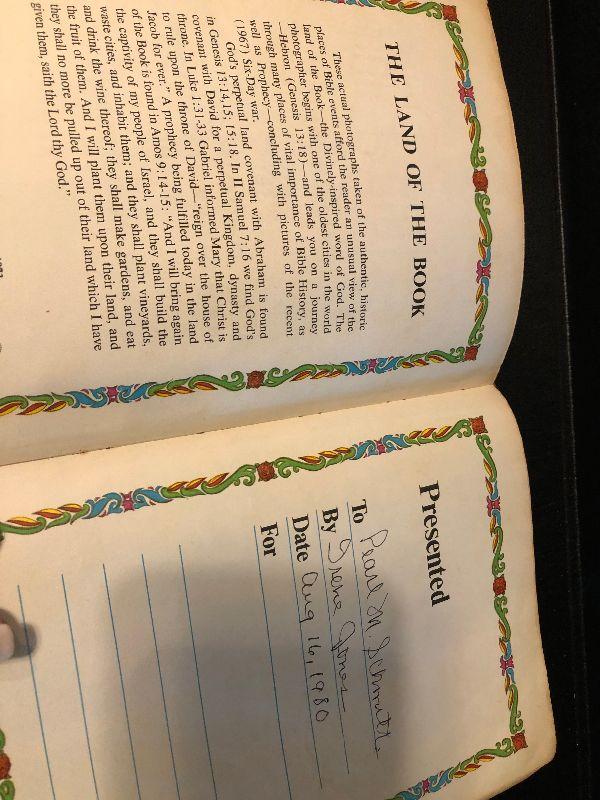 THE LAND OF THE BOOK
These actual photographs taken of the authentic, historic
places of Bible events afford the reader an unusual view of the
land of the Book—the Divinely-inspired word of God. The
photographer begins with one of the oldest cities in the world
—Hebron (Genesis 13:18)—and leads you on a journey
through many places of vital importance of Bible History, as
well as Prophecy—concluding with pictures of the recent
(1967) Six-Day war.
God's perpetual land covenant with Abraham is found
in Genesis 13:14,15; 15:18. In II Samuel 7:16 we find God's
covenant with David for a perpetual Kingdom, dynasty and
throne. In Luke 1:31-33 Gabriel informed Mary that Christ is
to rule upon the throne of David—"reign over the house of
Jacob for ever." A prophecy being fulfilled today in the land
of the Book is found in Amos 9:14-15: "And I will bring again
the captivity of my people of Israel, and they shall build the
waste cities, and inhabit them; and they shall plant vineyards,
and drink the wine thereof; they shall make gardens, and eat
the fruit of them. And I will plant them upon their land, and
they shall no more be pulled up out of their land which I have
given them, saith the Lord thy God."
Presented
To Pearl M. Schmitt
By Irene Jones
Date Aug 16, 1980
For